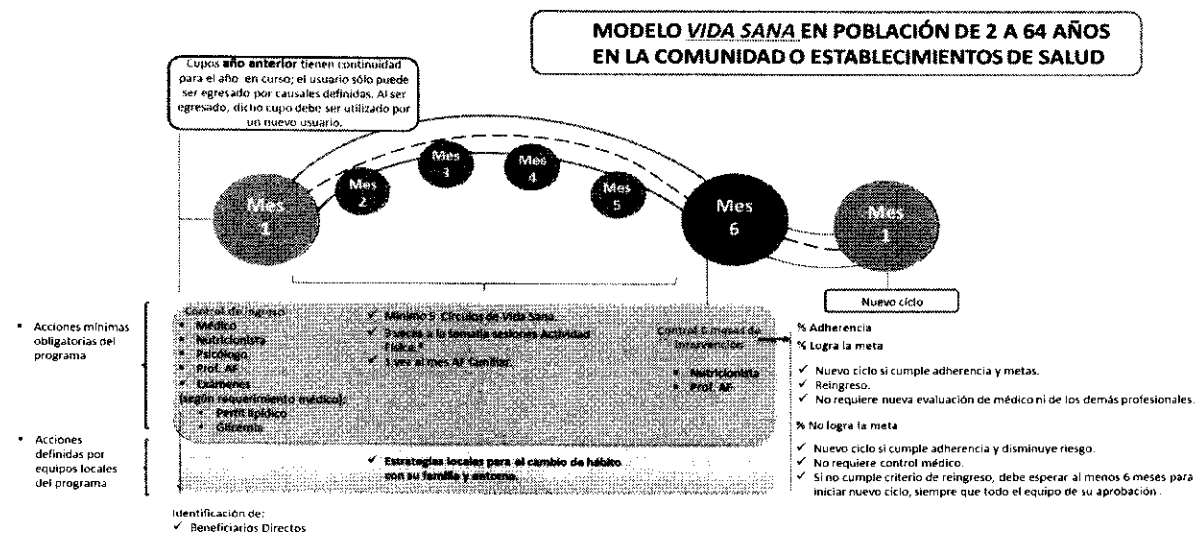 MODELO VIDA SANA EN POBLACIÓN DE 2 A 64 AÑOS
EN LA COMUNIDAD O ESTABLECIMIENTOS DE SALUD
Cupos año anterior tienen continuidad
para el año en curso; el usuario sólo puede
ser egresado por causales definidas. Al ser
egresado, dicho cupo debe ser utilizado por
un nuevo usuario.
Mes
1
Mes
2
Mes
3
Mes
4
Mes
5
Mes
6
Mes
1
Nuevo ciclo
▪ Acciones mínimas
obligatorias del
programa
Control de ingreso
▪ Médico
▪ Nutricionista
▪ Psicólogo
▪ Prof. AF
▪ Exámenes
(según requerimiento médico):
▪ Perfil lipídico
▪ Glicemia
✓ Mínimo 5 Círculos de Vida Sana
✓ 3 veces a la semana sesiones Actividad
Física.*
✓ 1 vez al mes AF familiar.
Control 6 meses de
Intervención
▪ Nutricionista
▪ Prof. AF
% Adherencia
% Logra la meta
✓ Nuevo ciclo si cumple adherencia y metas.
✓ Reingreso.
✓ No requiere nueva evaluación de médico ni de los demás profesionales.
% No logra la meta
✓ Nuevo ciclo si cumple adherencia y disminuye riesgo.
✓ No requiere control médico.
✓ Si no cumple criterio de reingreso, debe esperar al menos 6 meses para
iniciar nuevo ciclo, siempre que todo el equipo de su aprobación.
▪ Acciones
definidas por
equipos locales
del programa
✓ Estrategias locales para el cambio de hábito
con su familia y entorno.
Identificación de:
✓ Beneficiarios Directos